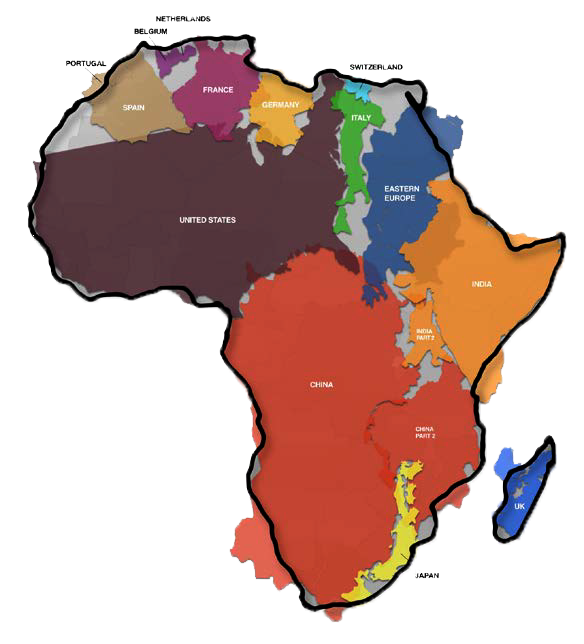 NETHERLANDS
BELGIUM
PORTUGAL
SWITZERLAND
SPAIN
FRANCE
GERMANY
ITALY
EASTERN
EUROPE
UNITED STATES
INDIA
INDIA
PART 2
CHINA
CHINA
PART 2
UK
JAPAN